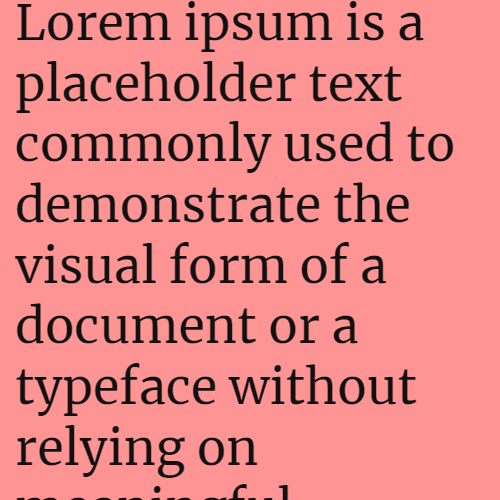 Lorem ipsum is a
placeholder text
commonly used to
demonstrate the
visual form of a
document or a
typeface without
relying on
meaningful